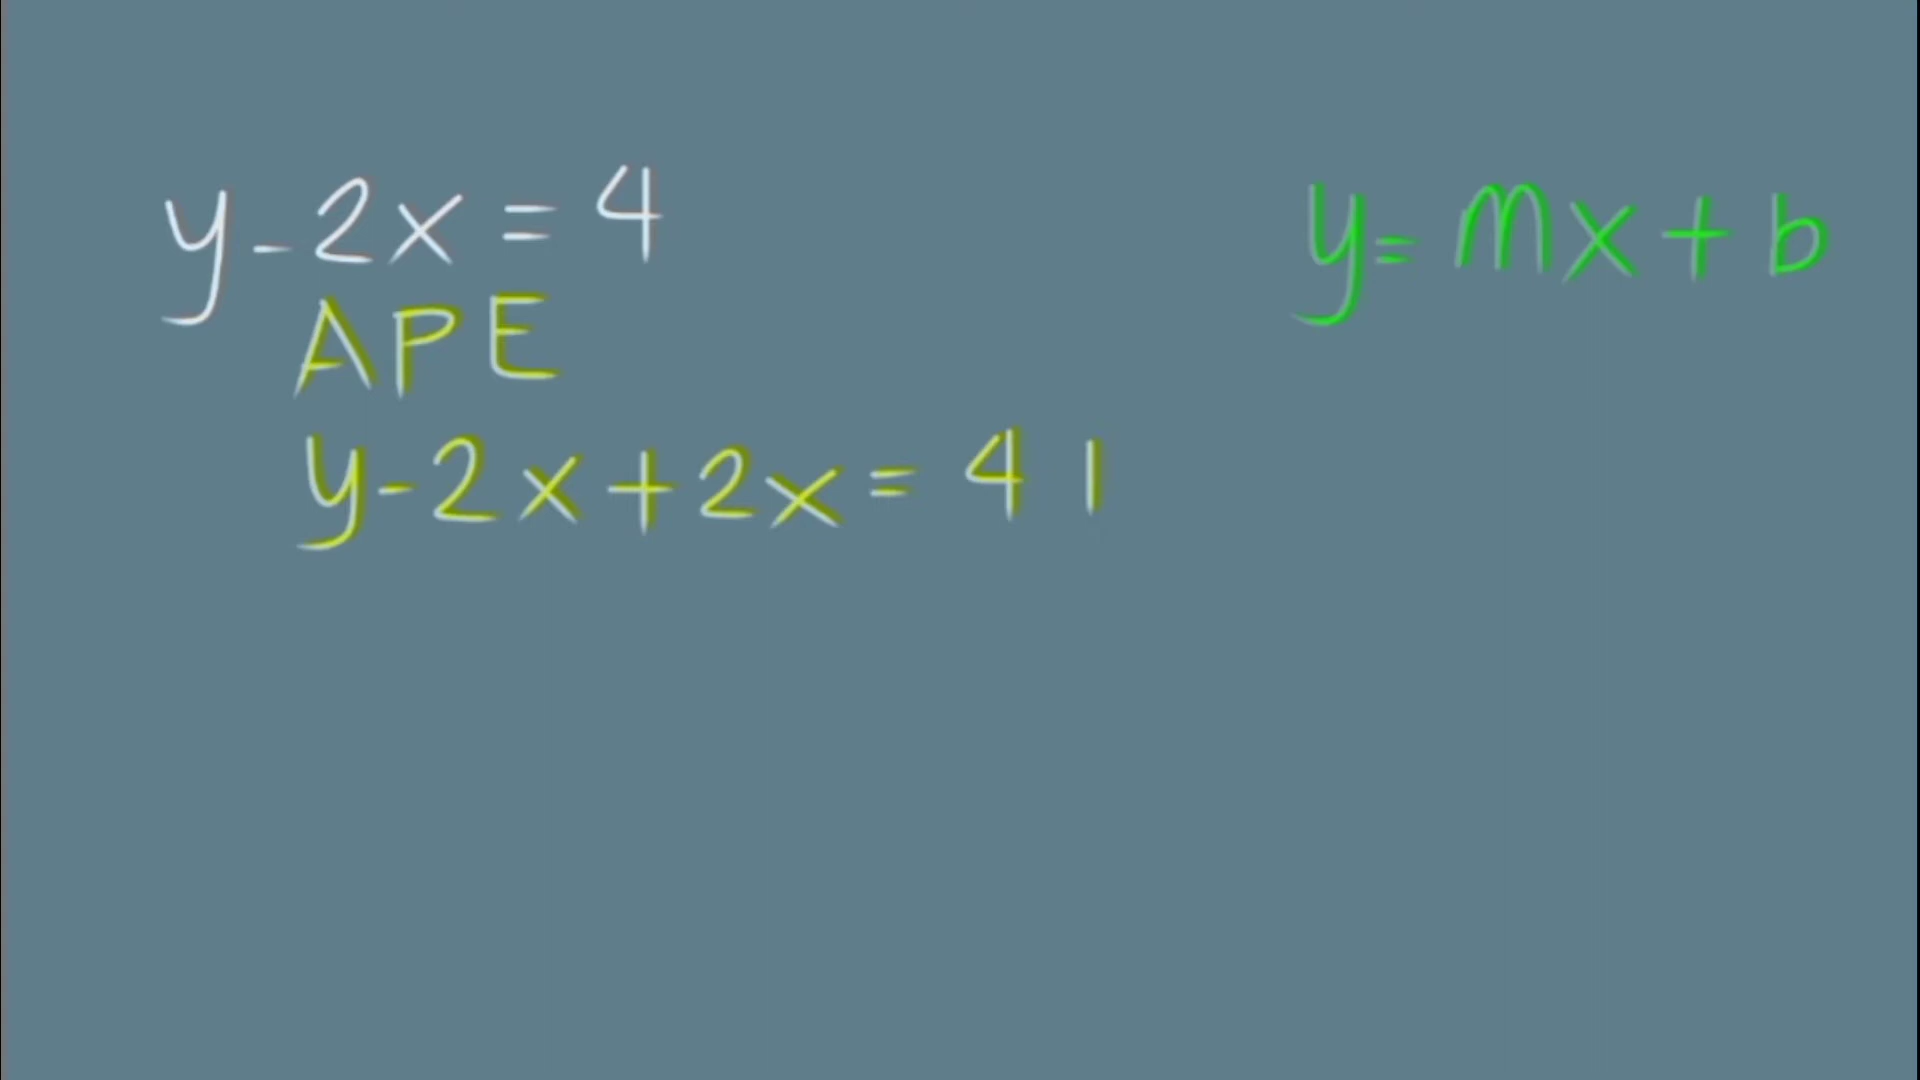 y-2x = 4
y = mx + b
APE
y-2x+2x = 4 |